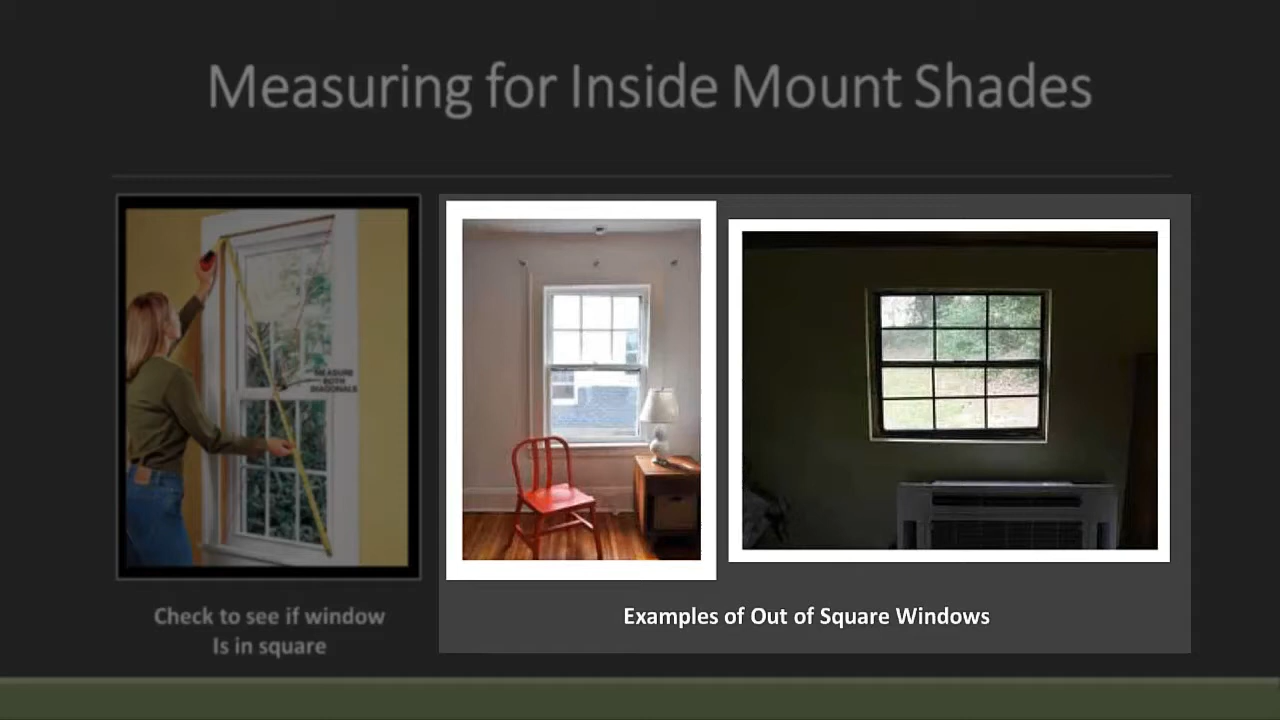 Measuring for Inside Mount Shades
MEASURE
BOTH
DIAGONALS
Check to see if window
Is in square
Examples of Out of Square Windows